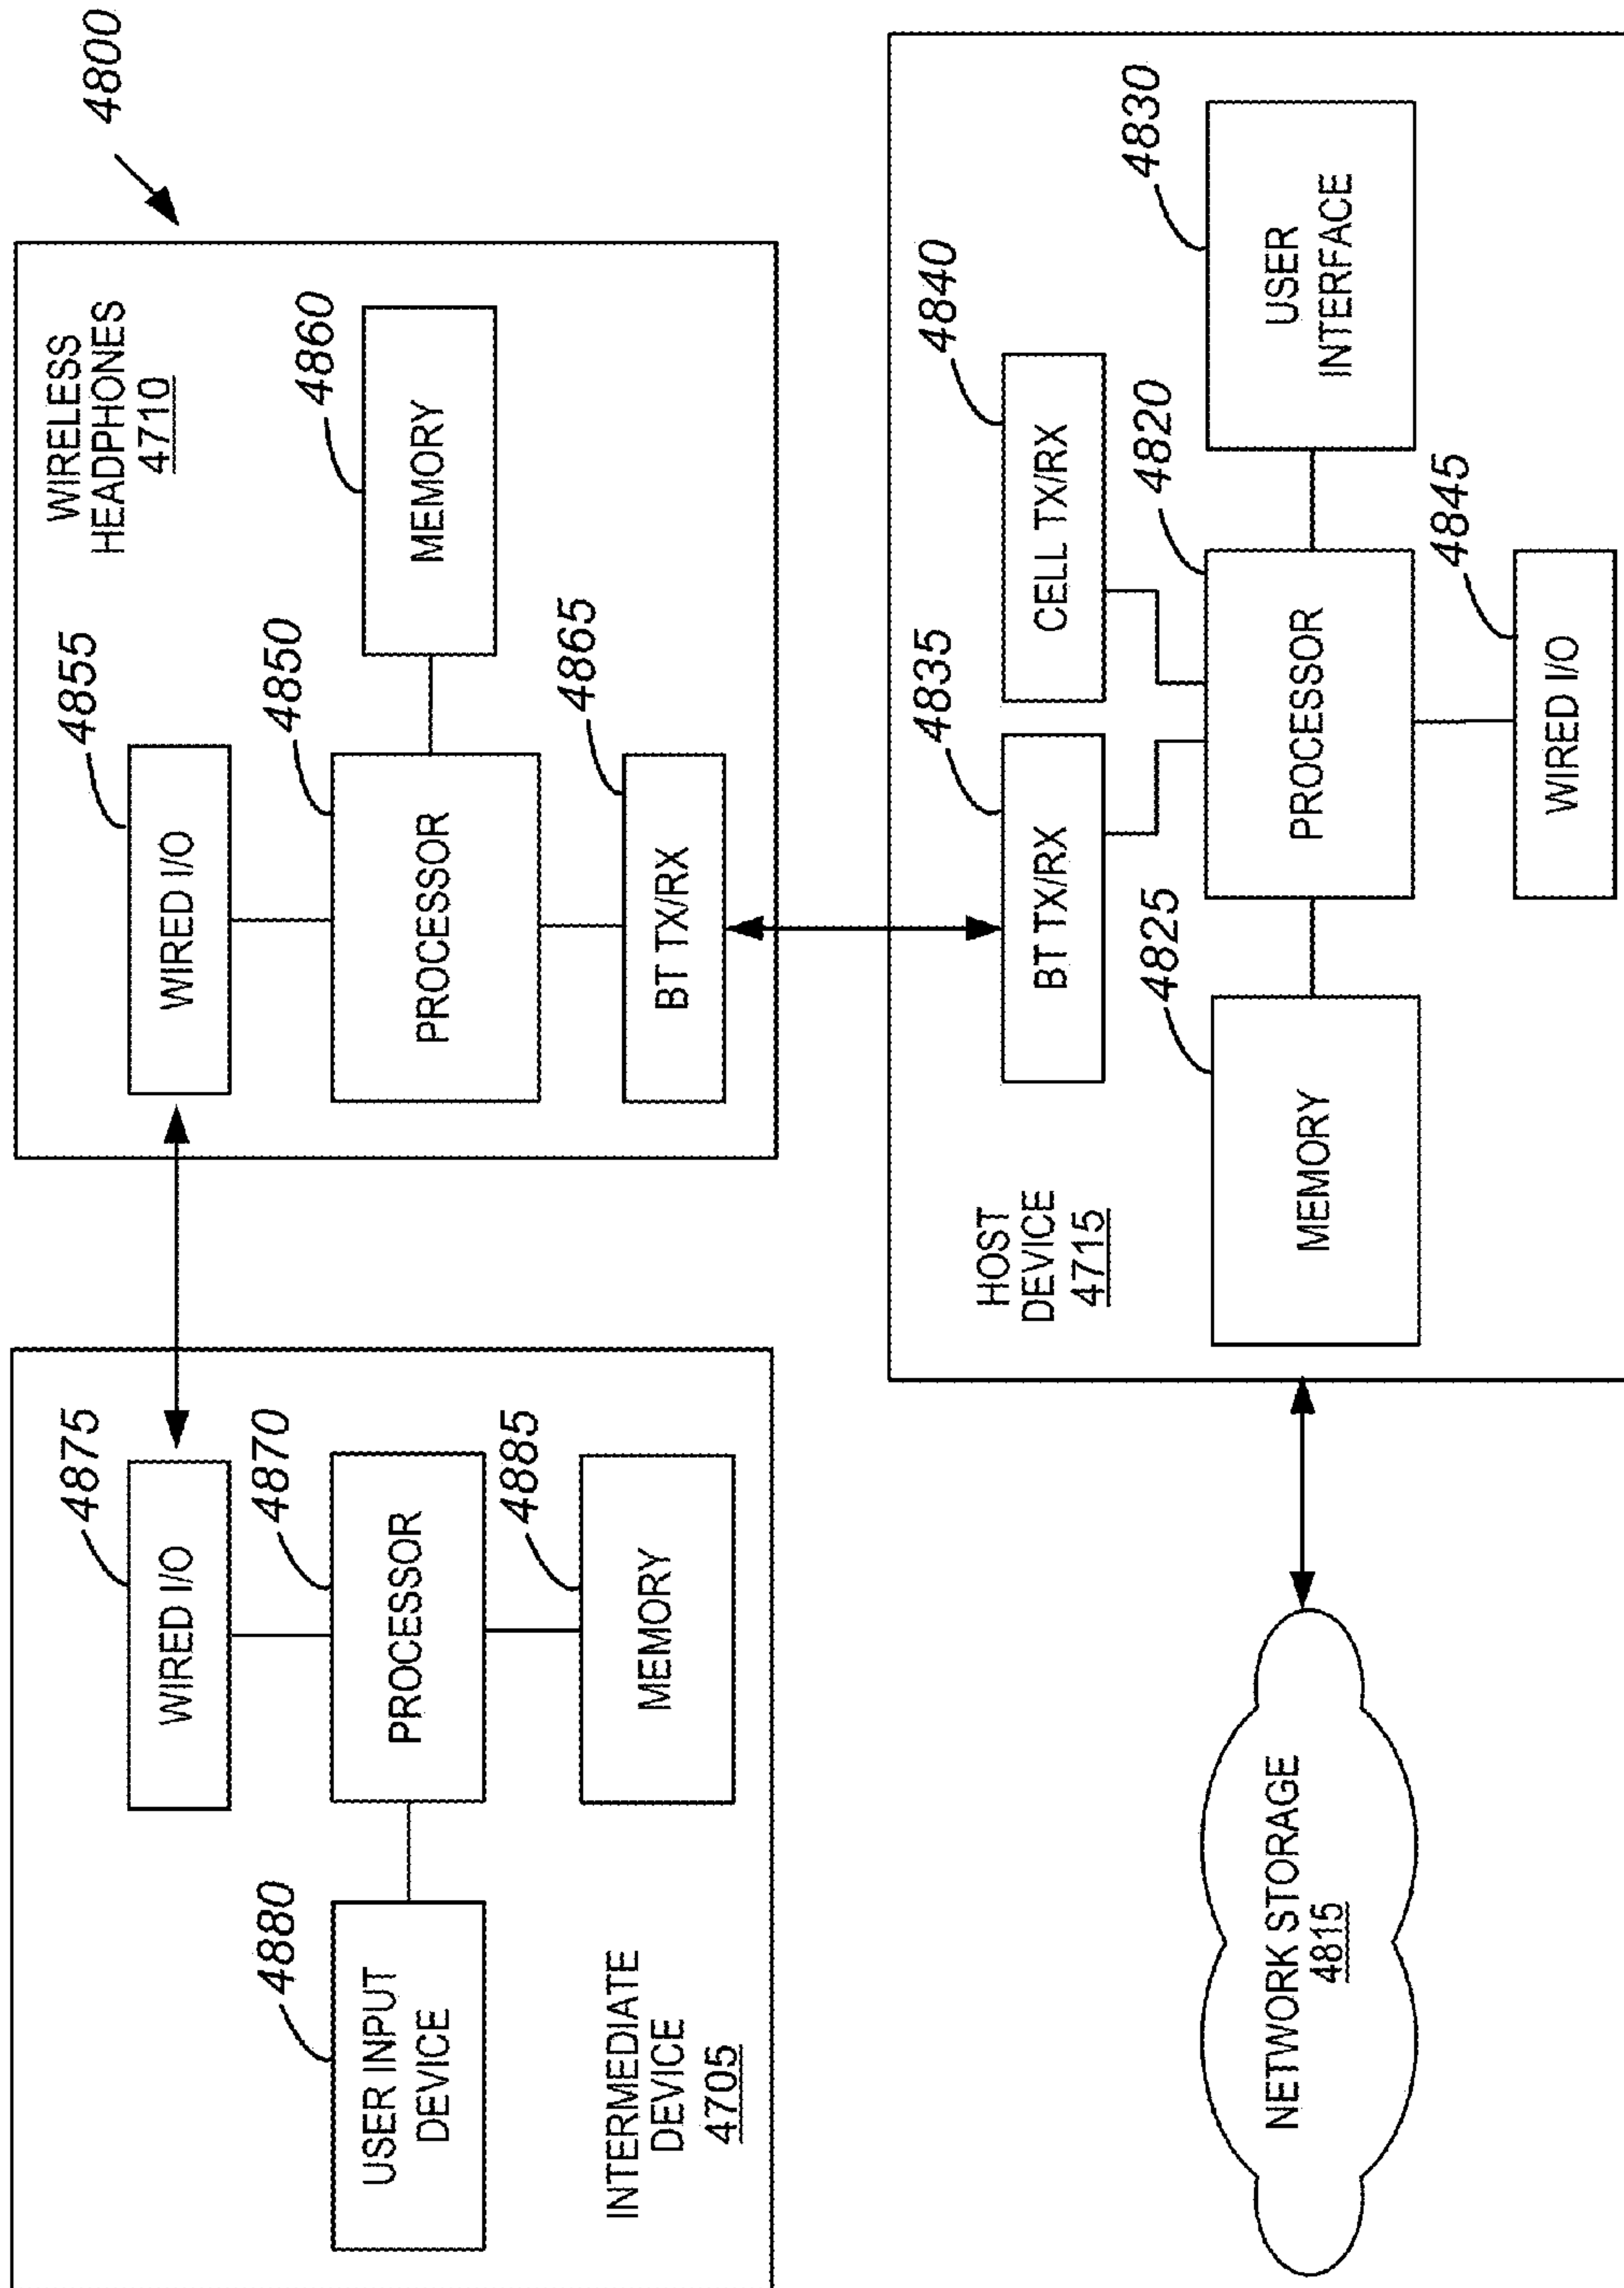 4800
INTERMEDIATE
DEVICE
4705
4875
WIRED I/O
4880
USER INPUT
DEVICE
4870
PROCESSOR
4885
MEMORY
WIRELESS
HEADPHONES
4710
4855
WIRED I/O
4850
PROCESSOR
4860
MEMORY
4865
BT TX/RX
NETWORK STORAGE
4815
HOST
DEVICE
4715
4835
BT TX/RX
4840
CELL TX/RX
4825
MEMORY
4820
PROCESSOR
4830
USER
INTERFACE
4845
WIRED I/O